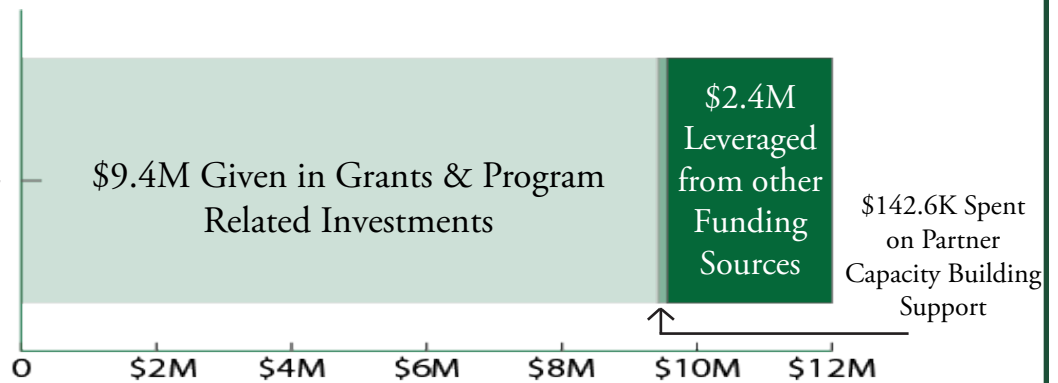 $9.4M Given in Grants & Program
Related Investments
$2.4M
Leveraged
from other
Funding
Sources
$142.6K Spent
on Partner
Capacity Building
Support
0 $2M $4M $6M $8M $10M $12M